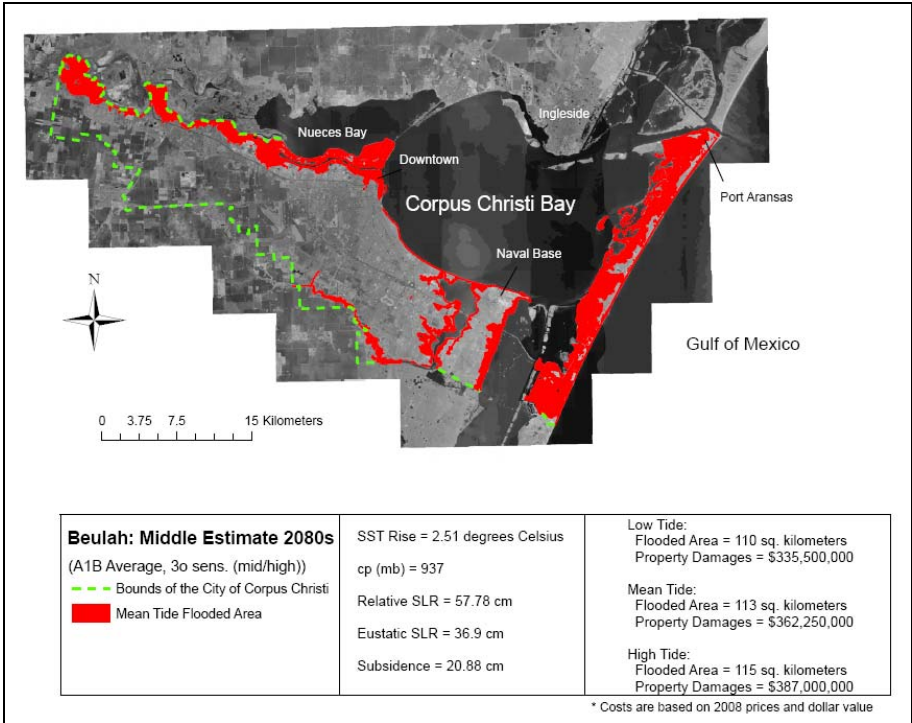 Nueces Bay
Ingleside
Downtown
Port Aransas
Corpus Christi Bay
Naval Base
N
Gulf of Mexico
0 3.75 7.5 15 Kilometers
Beulah: Middle Estimate 2080s
(A1B Average, 3o sens. (mid/high))
Bounds of the City of Corpus Christi
Mean Tide Flooded Area
SST Rise = 2.51 degrees Celsius
cp (mb) = 937
Relative SLR = 57.78 cm
Eustatic SLR = 36.9 cm
Subsidence = 20.88 cm
Low Tide:
Flooded Area = 110 sq. kilometers
Property Damages = $335,500,000
Mean Tide:
Flooded Area = 113 sq. kilometers
Property Damages = $362,250,000
High Tide:
Flooded Area = 115 sq. kilometers
Property Damages = $387,000,000
* Costs are based on 2008 prices and dollar value